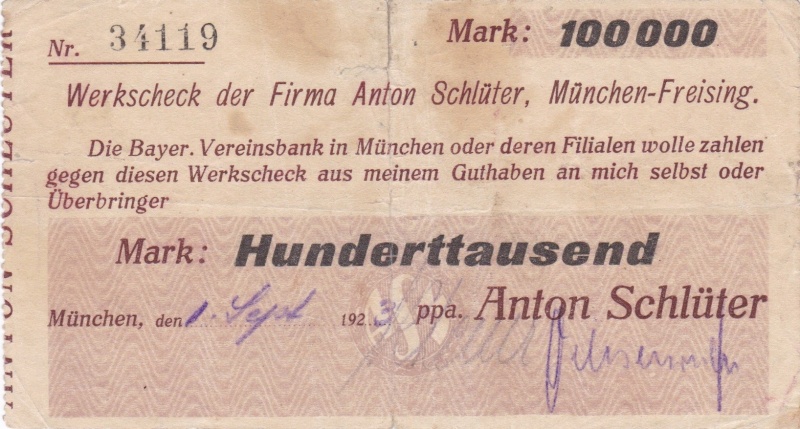 Nr. 34119
Mark: 100 000
Werkscheck der Firma Anton Schlüter, München-Freising.
Die Bayer. Vereinsbank in München oder deren Filialen wolle zahlen
gegen diesen Werkscheck aus meinem Guthaben an mich selbst oder
Überbringer
Mark: Hunderttausend
München, den 1. Sept 1923 ppa. Anton Schlüter